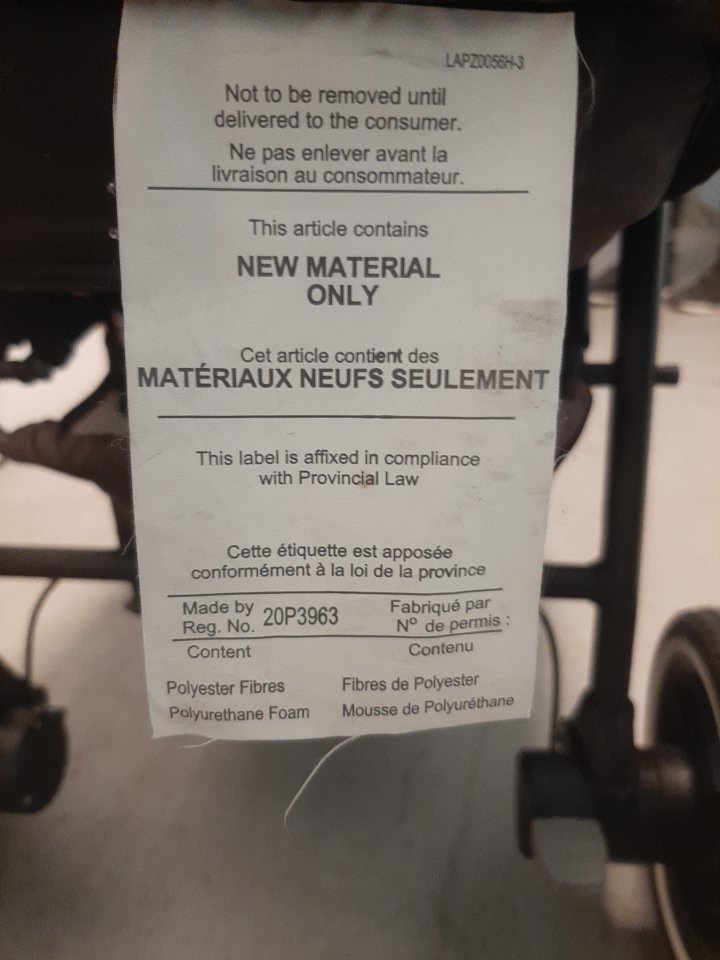 LAPZ0056H-3
Not to be removed until
delivered to the consumer.
Ne pas enlever avant la
livraison au consommateur.
This article contains
NEW MATERIAL
ONLY
Cet article contient des
MATÉRIAUX NEUFS SEULEMENT
This label is affixed in compliance
with Provincial Law
Cette étiquette est apposée
conformément à la loi de la province
Made by
Reg. No. 20P3963
Fabriqué par
Nº de permis :
Content
Contenu
Polyester Fibres
Fibres de Polyester
Polyurethane Foam
Mousse de Polyuréthane